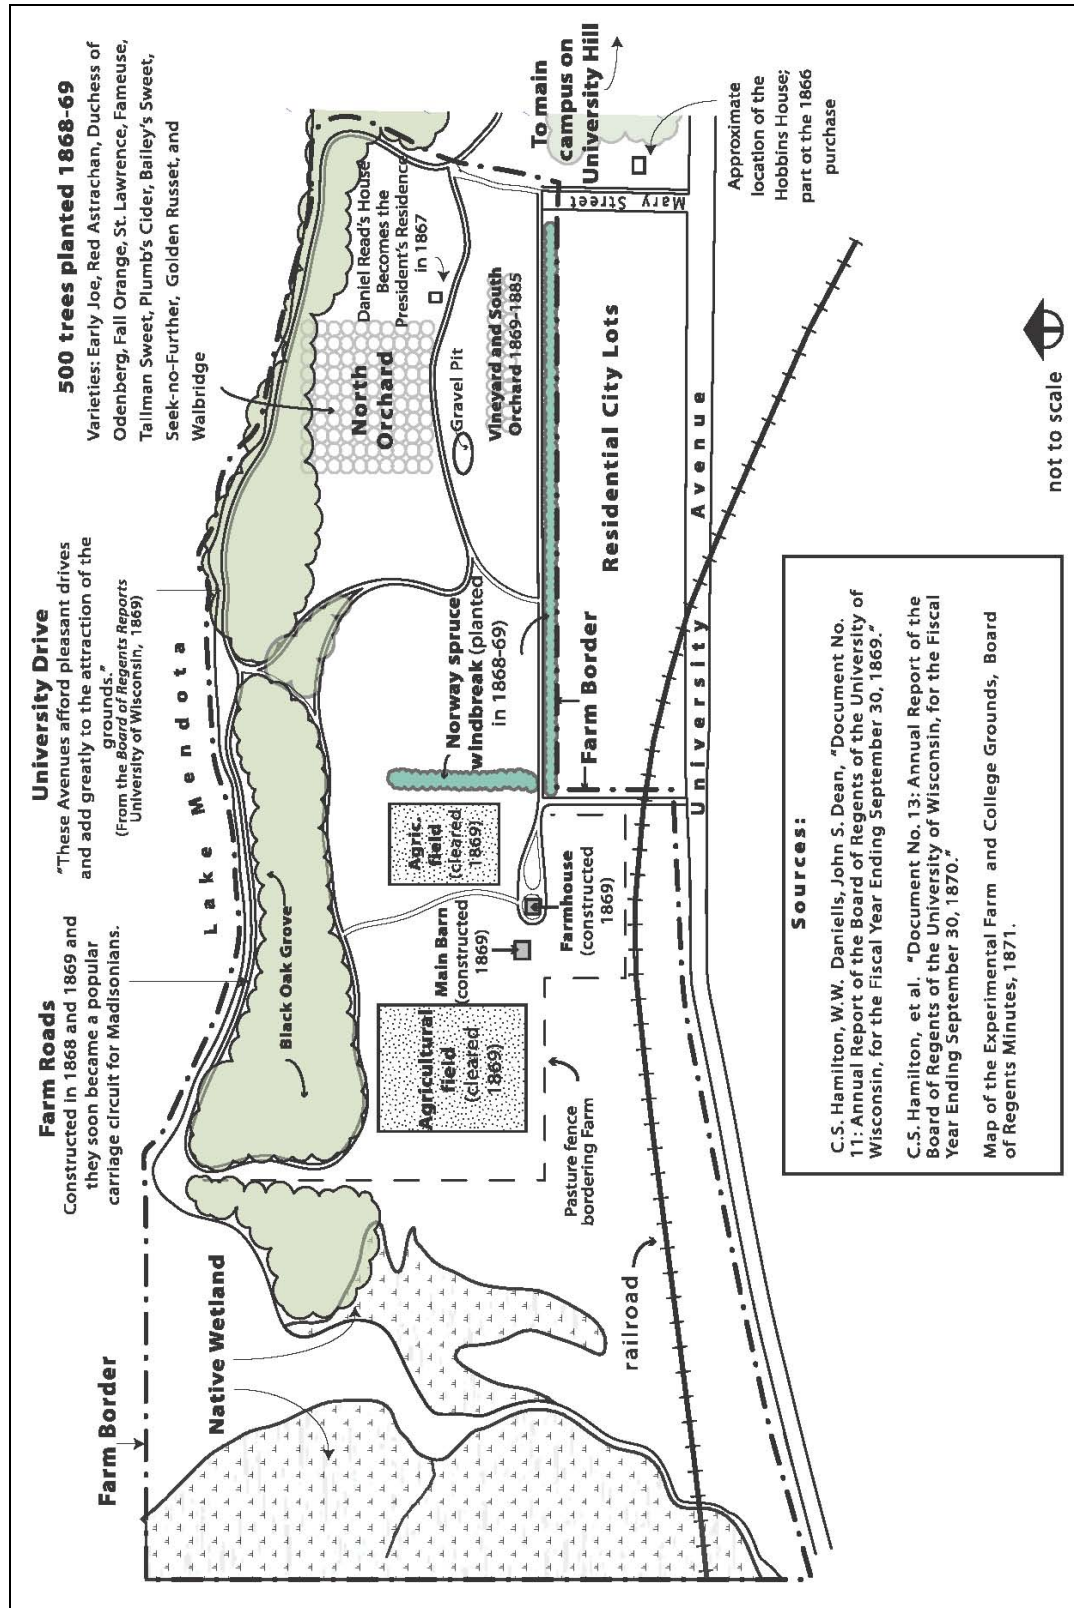 500 trees planted 1868-69
Varieties: Early Joe, Red Astrachan, Duchess of
Odenberg, Fall Orange, St. Lawrence, Fameuse,
Tallman Sweet, Plumb's Cider, Bailey's Sweet,
Seek-no-Further, Golden Russet, and
Walbridge
University Drive
"These Avenues afford pleasant drives
and add greatly to the attraction of the
grounds."
(From the Board of Regents Reports
University of Wisconsin, 1869)
Farm Roads
Constructed in 1868 and 1869 and
they soon became a popular
carriage circuit for Madisonians.
Farm Border
Native Wetland
Lake Mendota
Black Oak Grove
North
Orchard
Daniel Read's House
Becomes the
President's Residence
in 1867
Gravel Pit
Vineyard and South
Orchard 1869-1885
To main
campus on
University Hill
Mary Street
Approximate
location of the
Hobbins House;
part ot the 1866
purchase
Norway spruce
windbreak (planted
in 1868-69)
Agric.
field
(cleared
1869)
Main Barn
(constructed
1869)
Farmhouse
(constructed
1869)
Agricultural
field
(cleared
1869)
Pasture fence
bordering Farm
Farm Border
Residential City Lots
University Avenue
railroad
not to scale
Sources:
C.S. Hamilton, W.W. Daniells, John S. Dean, "Document No.
11: Annual Report of the Board of Regents of the University of
Wisconsin, for the Fiscal Year Ending September 30, 1869."
C.S. Hamilton, et al. "Document No. 13: Annual Report of the
Board of Regents of the University of Wisconsin, for the Fiscal
Year Ending September 30, 1870."
Map of the Experimental Farm and College Grounds, Board
of Regents Minutes, 1871.